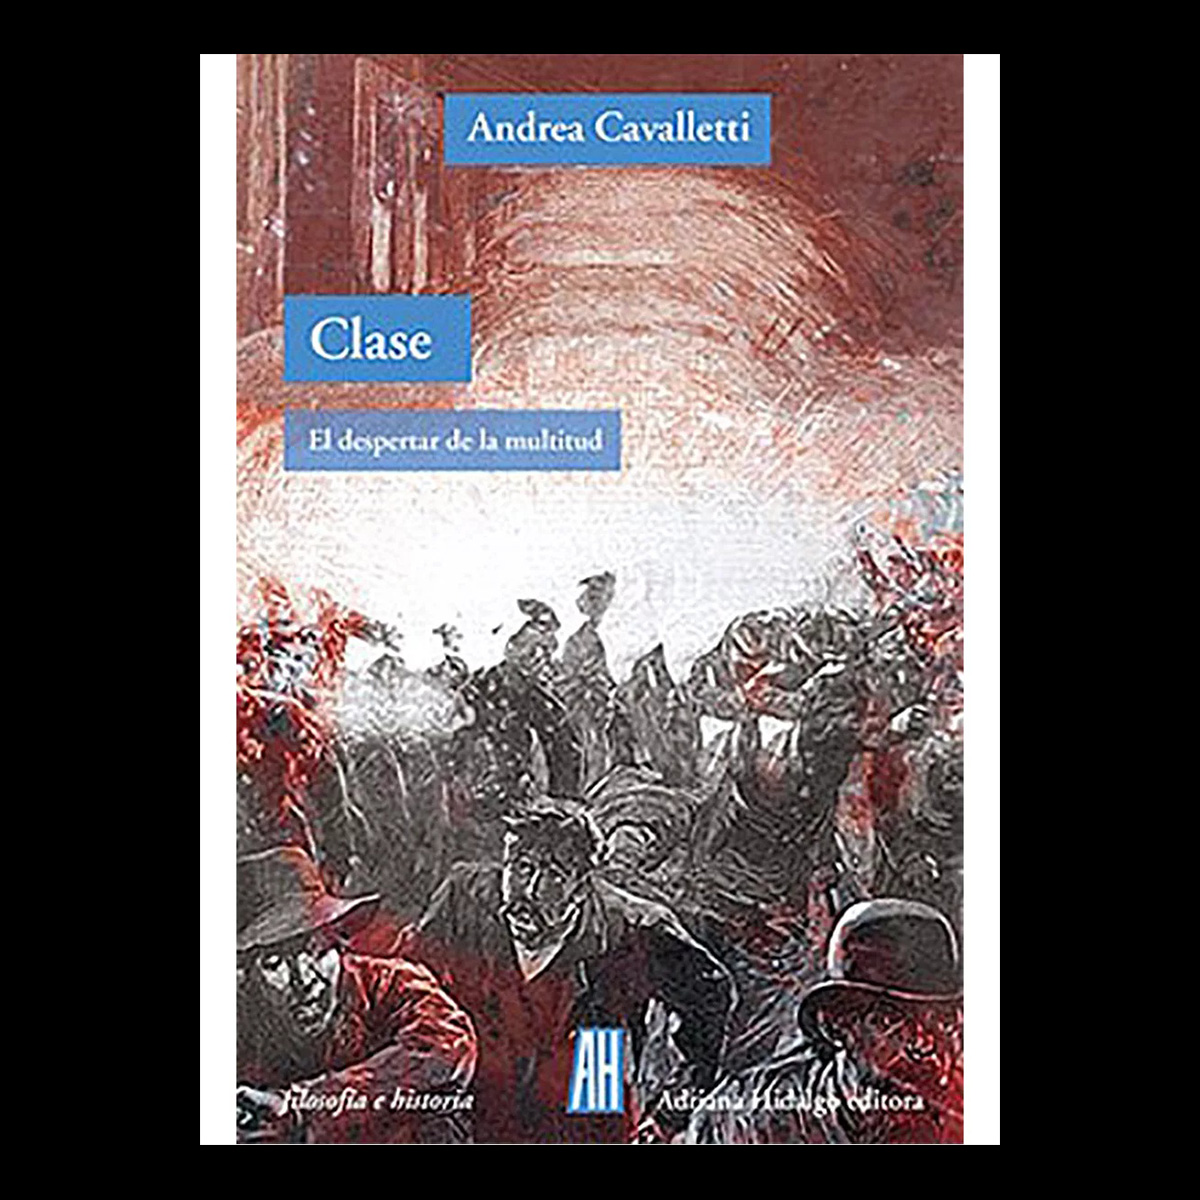 Andrea Cavalletti
Clase
El despertar de la multitud
filosofía e historia
AH
Adriana Hidalgo editora